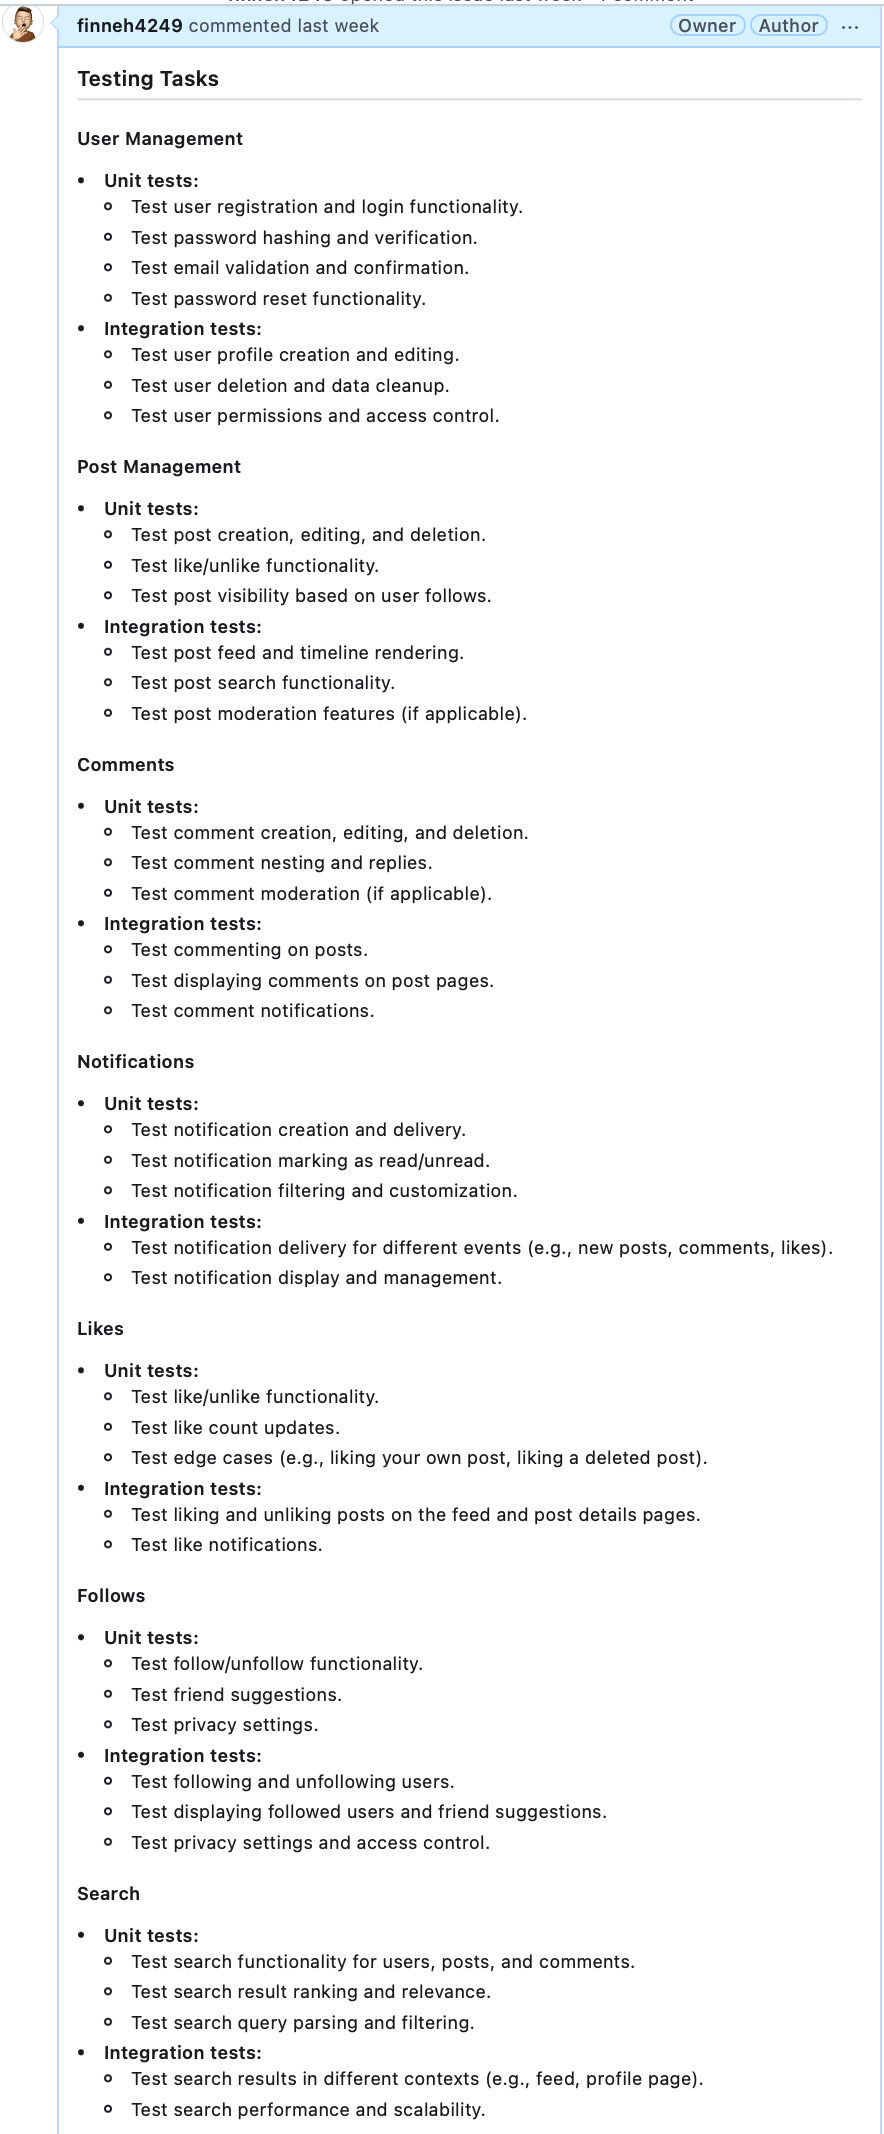 finneh4249 commented last week Owner Author ...
Testing Tasks
User Management
• Unit tests:
Test user registration and login functionality.
Test password hashing and verification.
Test email validation and confirmation.
Test password reset functionality.
• Integration tests:
Test user profile creation and editing.
Test user deletion and data cleanup.
Test user permissions and access control.
Post Management
• Unit tests:
Test post creation, editing, and deletion.
Test like/unlike functionality.
Test post visibility based on user follows.
• Integration tests:
Test post feed and timeline rendering.
Test post search functionality.
Test post moderation features (if applicable).
Comments
• Unit tests:
Test comment creation, editing, and deletion.
Test comment nesting and replies.
Test comment moderation (if applicable).
• Integration tests:
Test commenting on posts.
Test displaying comments on post pages.
Test comment notifications.
Notifications
• Unit tests:
Test notification creation and delivery.
Test notification marking as read/unread.
Test notification filtering and customization.
• Integration tests:
Test notification delivery for different events (e.g., new posts, comments, likes).
Test notification display and management.
Likes
• Unit tests:
Test like/unlike functionality.
Test like count updates.
Test edge cases (e.g., liking your own post, liking a deleted post).
• Integration tests:
Test liking and unliking posts on the feed and post details pages.
Test like notifications.
Follows
• Unit tests:
Test follow/unfollow functionality.
Test friend suggestions.
Test privacy settings.
• Integration tests:
Test following and unfollowing users.
Test displaying followed users and friend suggestions.
Test privacy settings and access control.
Search
• Unit tests:
Test search functionality for users, posts, and comments.
Test search result ranking and relevance.
Test search query parsing and filtering.
• Integration tests:
Test search results in different contexts (e.g., feed, profile page).
Test search performance and scalability.